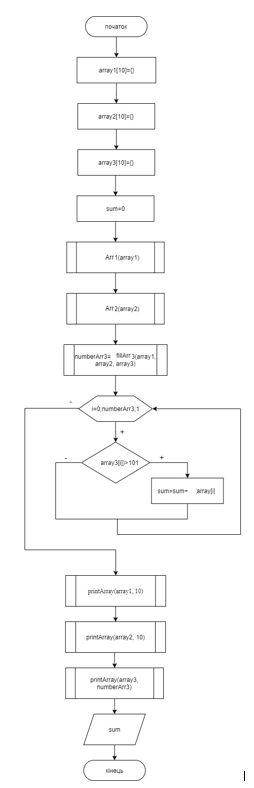 початок
array1[10]=()
array2[10]=()
array3[10]=()
sum=0
Arr1(array1)
Arr2(array2)
numberArr3= fillArr3(array1,
array2, array3)
-
i=0;numberArr3;1
+
-
array3[i]>101
+
sum=sum+ array[i]
printArray(array1, 10)
printArray(array2, 10)
printArray(array3,
numberArr3)
sum
кінець